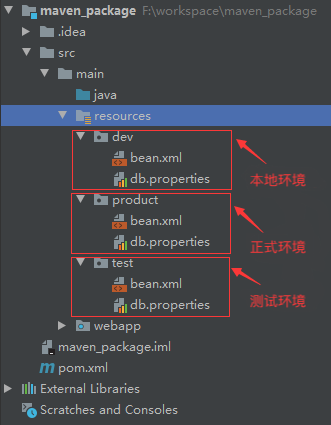 maven_package F:\workspace\maven_package
.idea
src
main
java
resources
dev
bean.xml
db.properties
本地环境
product
bean.xml
db.properties
正式环境
test
bean.xml
db.properties
测试环境
webapp
maven_package.iml
pom.xml
External Libraries
Scratches and Consoles